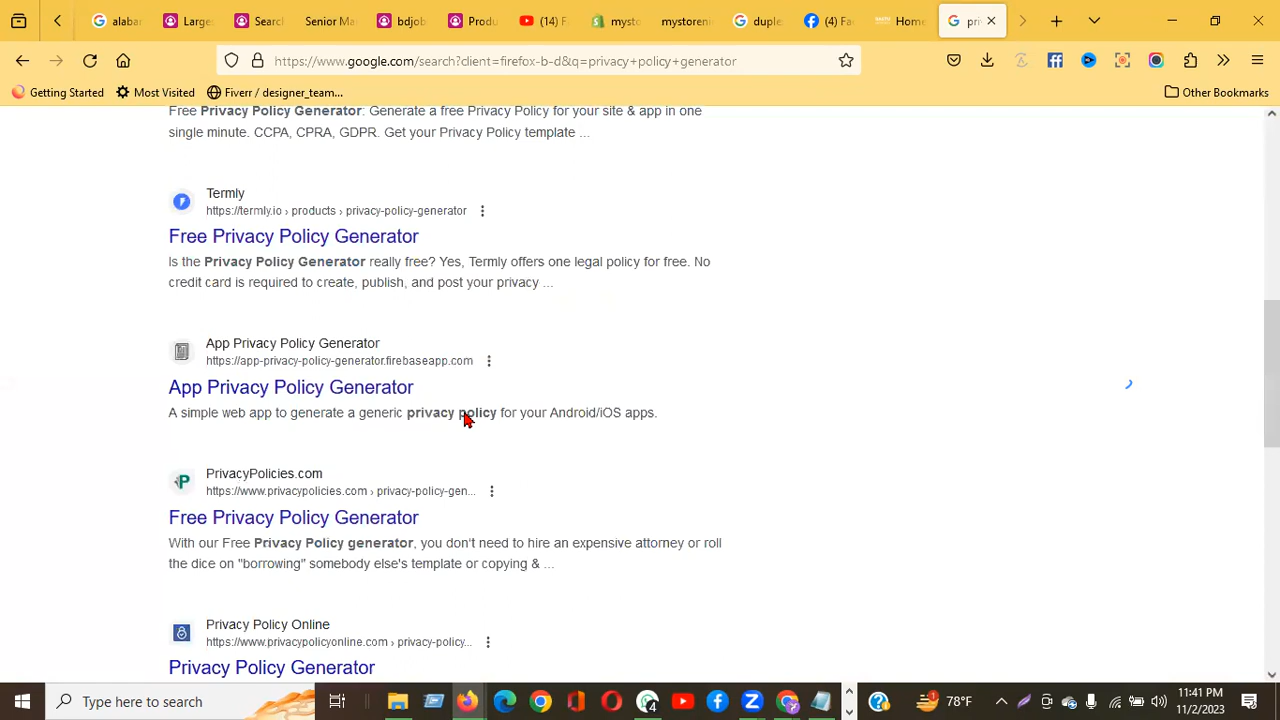 alaba
Large
Search
Senior Ma
bdjob
Produ
(14) F
mysto
mystoreni
duple
(4) Fa
Home
pri
https://www.google.com/search?client=firefox-b-d&q=privacy+policy+generator
Getting Started
Most Visited
Fiverr / designer_team...
Other Bookmarks
Free Privacy Policy Generator: Generate a free Privacy Policy for your site & app in one
single minute. CCPA, CPRA, GDPR. Get your Privacy Policy template ...
Termly
https://termly.io › products › privacy-policy-generator
Free Privacy Policy Generator
Is the Privacy Policy Generator really free? Yes, Termly offers one legal policy for free. No
credit card is required to create, publish, and post your privacy ...
App Privacy Policy Generator
https://app-privacy-policy-generator.firebaseapp.com
App Privacy Policy Generator
A simple web app to generate a generic privacy policy for your Android/iOS apps.
PrivacyPolicies.com
https://www.privacypolicies.com › privacy-policy-gen...
Free Privacy Policy Generator
With our Free Privacy Policy generator, you don't need to hire an expensive attorney or roll
the dice on "borrowing" somebody else's template or copying & ...
Privacy Policy Online
https://www.privacypolicyonline.com › privacy-policy...
Privacy Policy Generator
Type here to search
4
78°F
11:41 PM
11/2/2023